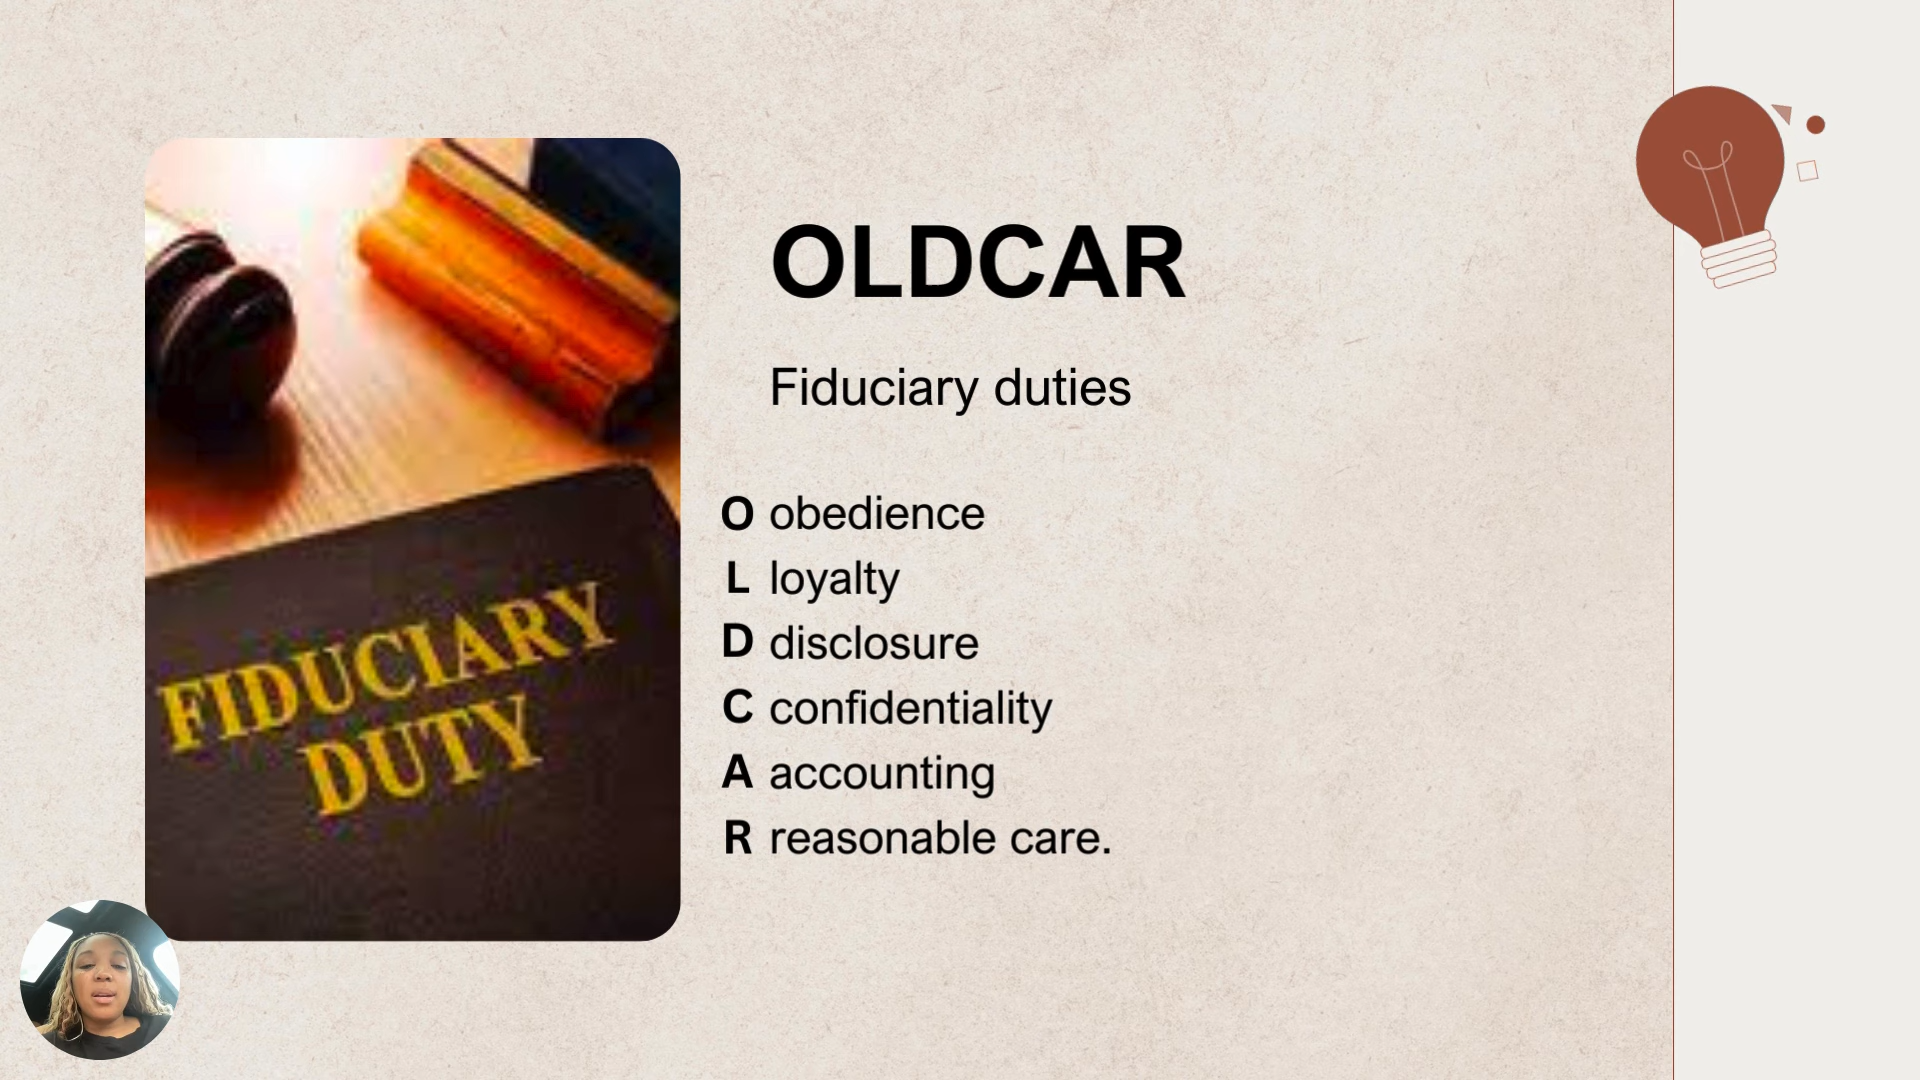 OLDCAR
Fiduciary duties
O obedience
L loyalty
D disclosure
C confidentiality
A accounting
R reasonable care.
FIDUCIARY
DUTY